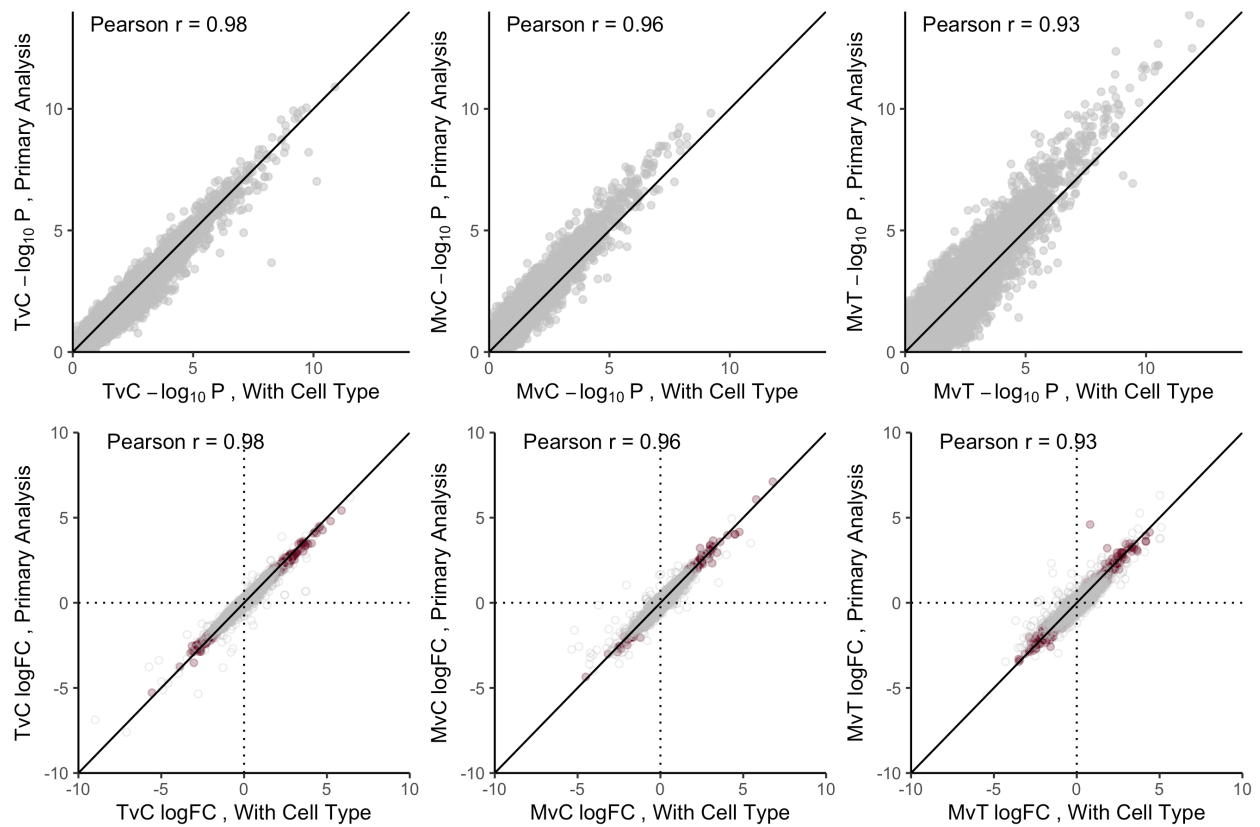 Pearson r = 0.98
TvC −log10 P , Primary Analysis
10
5
0
0 5 10
TvC −log10 P , With Cell Type
Pearson r = 0.96
MvC −log10 P , Primary Analysis
10
5
0
0 5 10
MvC −log10 P , With Cell Type
Pearson r = 0.93
MvT −log10 P , Primary Analysis
10
5
0
0 5 10
MvT −log10 P , With Cell Type
Pearson r = 0.98
TvC logFC , Primary Analysis
10
5
0
-5
-10
-10 -5 0 5 10
TvC logFC , With Cell Type
Pearson r = 0.96
MvC logFC , Primary Analysis
10
5
0
-5
-10
-10 -5 0 5 10
MvC logFC , With Cell Type
Pearson r = 0.93
MvT logFC , Primary Analysis
10
5
0
-5
-10
-10 -5 0 5 10
MvT logFC , With Cell Type